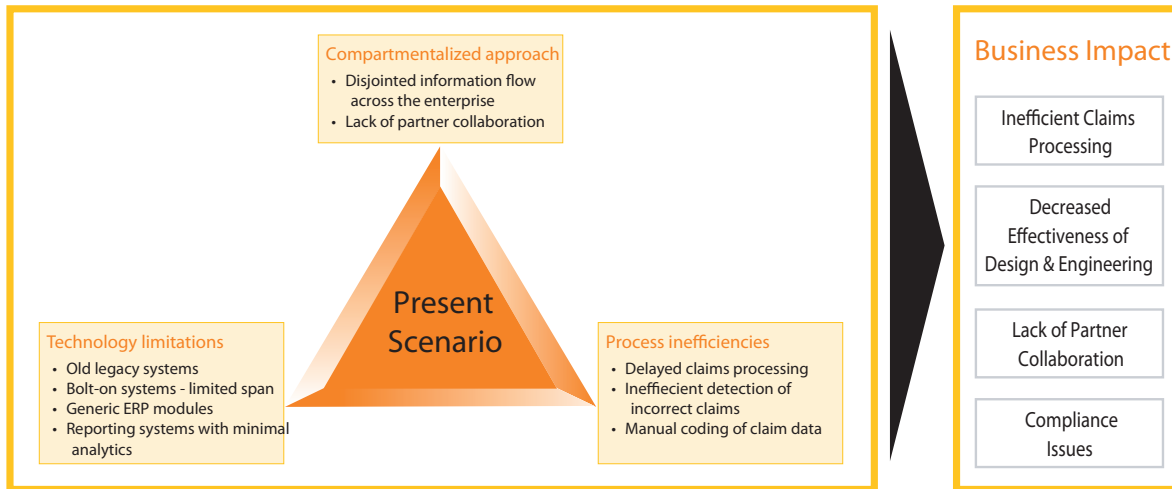 Compartmentalized approach
• Disjointed information flow
across the enterprise
• Lack of partner collaboration
Present
Scenario
Technology limitations
• Old legacy systems
• Bolt-on systems - limited span
• Generic ERP modules
• Reporting systems with minimal
analytics
Process inefficiencies
• Delayed claims processing
• Ineffiecient detection of
incorrect claims
• Manual coding of claim data
Business Impact
Inefficient Claims
Processing
Decreased
Effectiveness of
Design & Engineering
Lack of Partner
Collaboration
Compliance
Issues